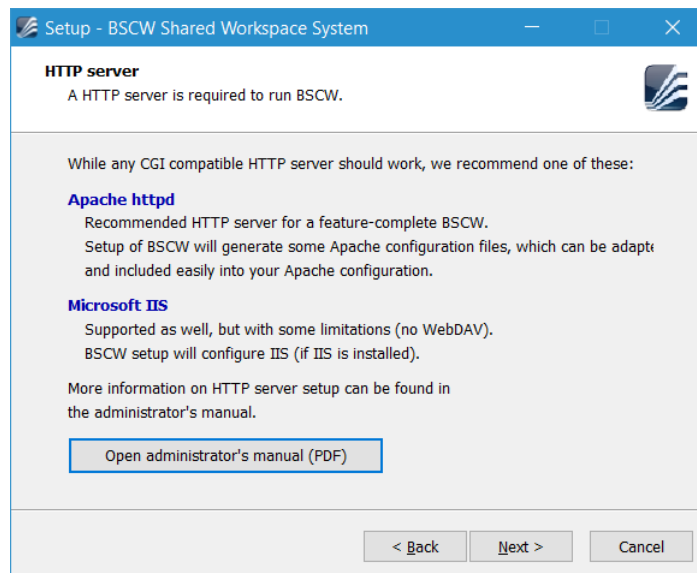 Setup - BSCW Shared Workspace System
HTTP server
A HTTP server is required to run BSCW.
While any CGI compatible HTTP server should work, we recommend one of these:
Apache httpd
Recommended HTTP server for a feature-complete BSCW.
Setup of BSCW will generate some Apache configuration files, which can be adapte
and included easily into your Apache configuration.
Microsoft IIS
Supported as well, but with some limitations (no WebDAV).
BSCW setup will configure IIS (if IIS is installed).
More information on HTTP server setup can be found in
the administrator's manual.
Open administrator's manual (PDF)
< Back Next > Cancel